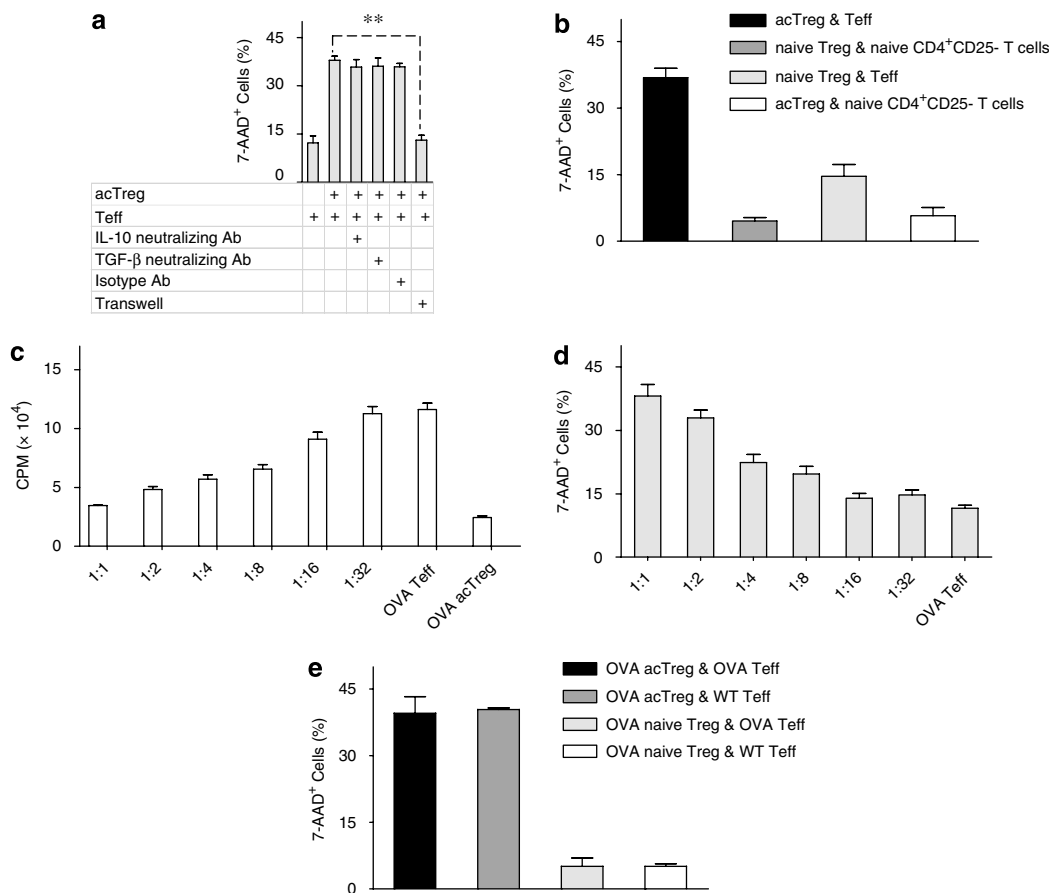 a
**
7-AAD⁺ Cells (%)
45
30
15
0
acTreg + + + + +
Teff + + + + + +
IL-10 neutralizing Ab +
TGF-β neutralizing Ab +
Isotype Ab +
Transwell +
b
7-AAD⁺ Cells (%)
45
30
15
0
acTreg & Teff
naive Treg & naive CD4⁺CD25- T cells
naive Treg & Teff
acTreg & naive CD4⁺CD25- T cells
c
CPM (× 10⁴)
15
10
5
0
1:1
1:2
1:4
1:8
1:16
1:32
OVA Teff
OVA acTreg
d
7-AAD⁺ Cells (%)
45
30
15
0
1:1
1:2
1:4
1:8
1:16
1:32
OVA Teff
e
7-AAD⁺ Cells (%)
45
30
15
0
OVA acTreg & OVA Teff
OVA acTreg & WT Teff
OVA naive Treg & OVA Teff
OVA naive Treg & WT Teff